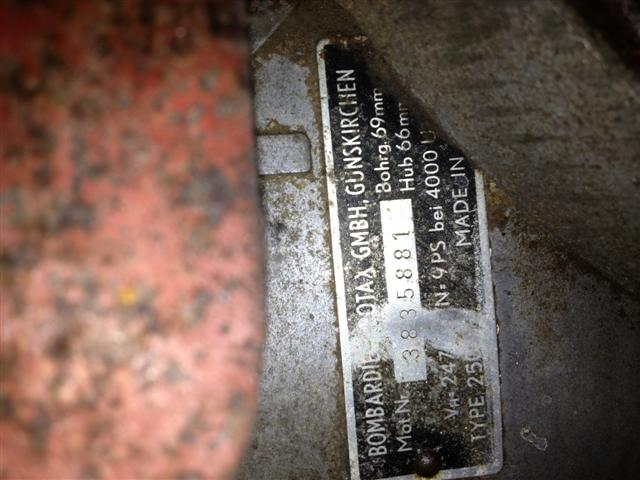 BOMBARDIE OTAX GMBH, GUNSKIRCHEN
Mot.Nr. 3835881 Bohrg. 69mm
VH 247 Hub 66mm
N=9PS bei 4000 U
TYPE 25 MADE IN